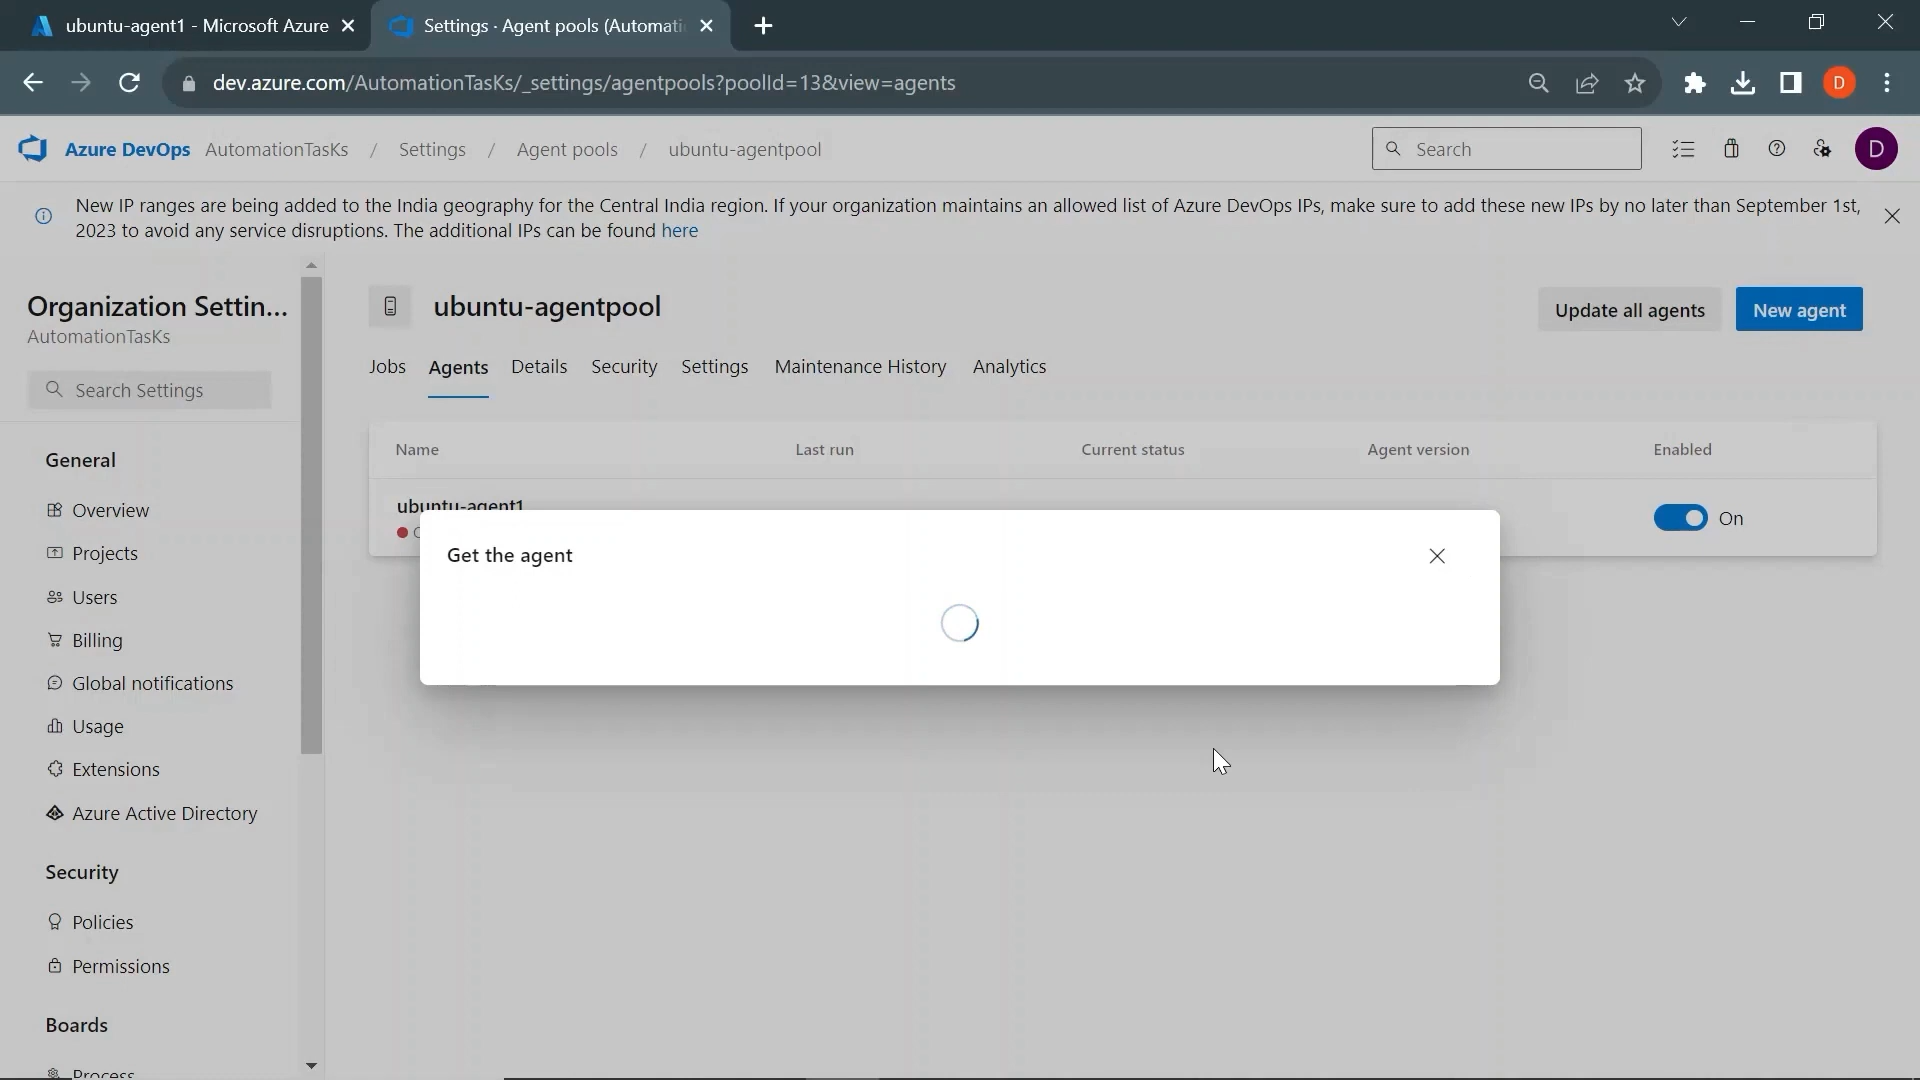 ubuntu-agent1 - Microsoft Azure
Settings · Agent pools (Automati
dev.azure.com/AutomationTasKs/_settings/agentpools?poolId=13&view=agents
D
Azure DevOps AutomationTasKs / Settings / Agent pools / ubuntu-agentpool
Search
D
New IP ranges are being added to the India geography for the Central India region. If your organization maintains an allowed list of Azure DevOps IPs, make sure to add these new IPs by no later than September 1st,
2023 to avoid any service disruptions. The additional IPs can be found here
Organization Settin...
AutomationTasKs
Search Settings
General
Overview
Projects
Users
Billing
Global notifications
Usage
Extensions
Azure Active Directory
Security
Policies
Permissions
Boards
Process
ubuntu-agentpool
Update all agents
New agent
Jobs Agents Details Security Settings Maintenance History Analytics
Name Last run Current status Agent version Enabled
ubuntu-agent1
On
Get the agent